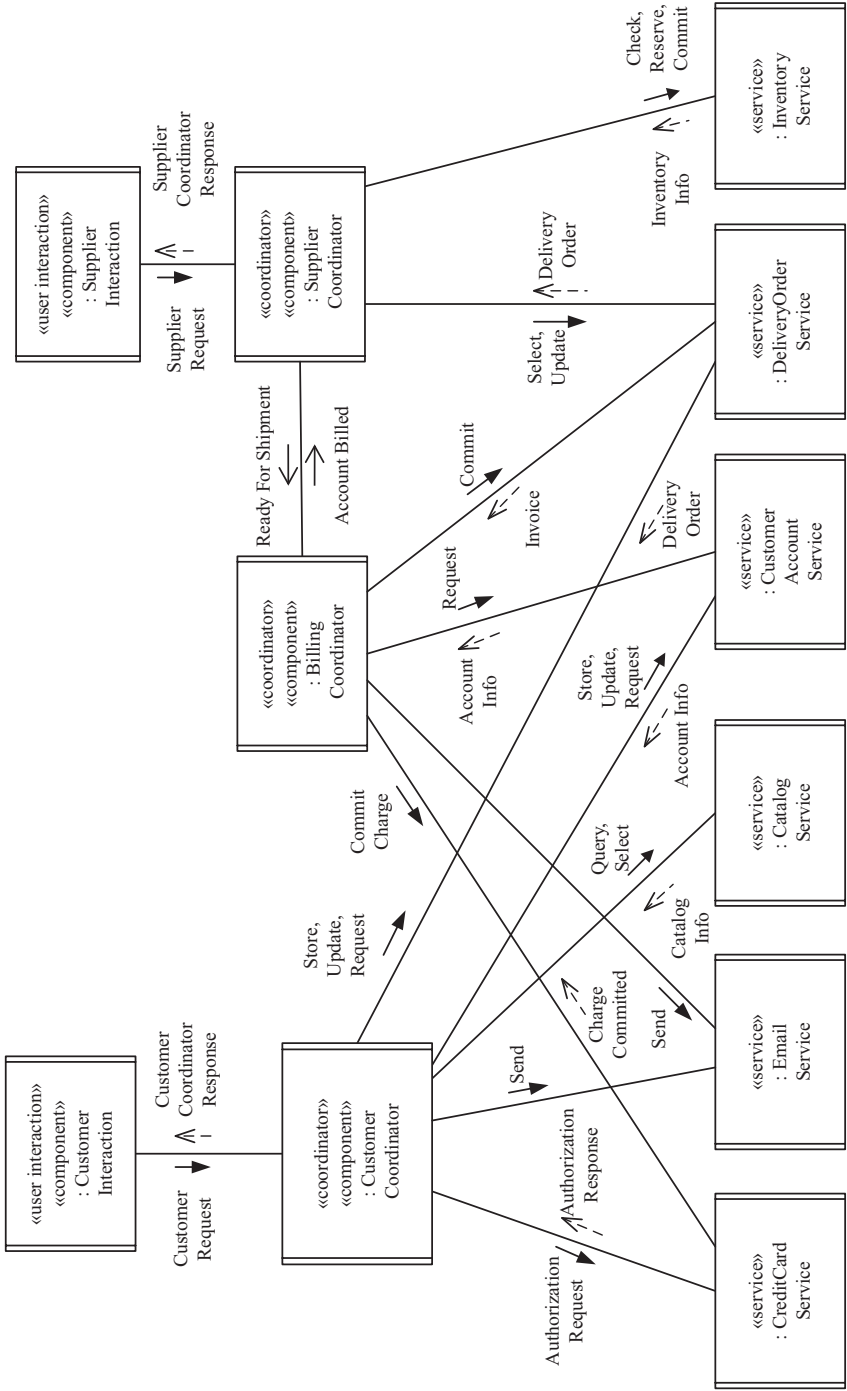 «user interaction»
«component»
: Customer
Interaction
«user interaction»
«component»
: Supplier
Interaction
Customer
Request
Customer
Coordinator
Response
Supplier
Request
Supplier
Coordinator
Response
«coordinator»
«component»
: Customer
Coordinator
«coordinator»
«component»
: Billing
Coordinator
Ready For Shipment
Account Billed
«coordinator»
«component»
: Supplier
Coordinator
Store,
Update,
Request
Commit
Charge
Request
Account
Info
Commit
Invoice
Select,
Update
Delivery
Order
Check,
Reserve,
Commit
Inventory
Info
Authorization
Request
Authorization
Response
Send
Charge
Committed
Send
Query,
Select
Catalog
Info
Store,
Update,
Request
Account Info
Delivery
Order
«service»
: CreditCard
Service
«service»
: Email
Service
«service»
: Catalog
Service
«service»
: Customer
Account
Service
«service»
: DeliveryOrder
Service
«service»
: Inventory
Service